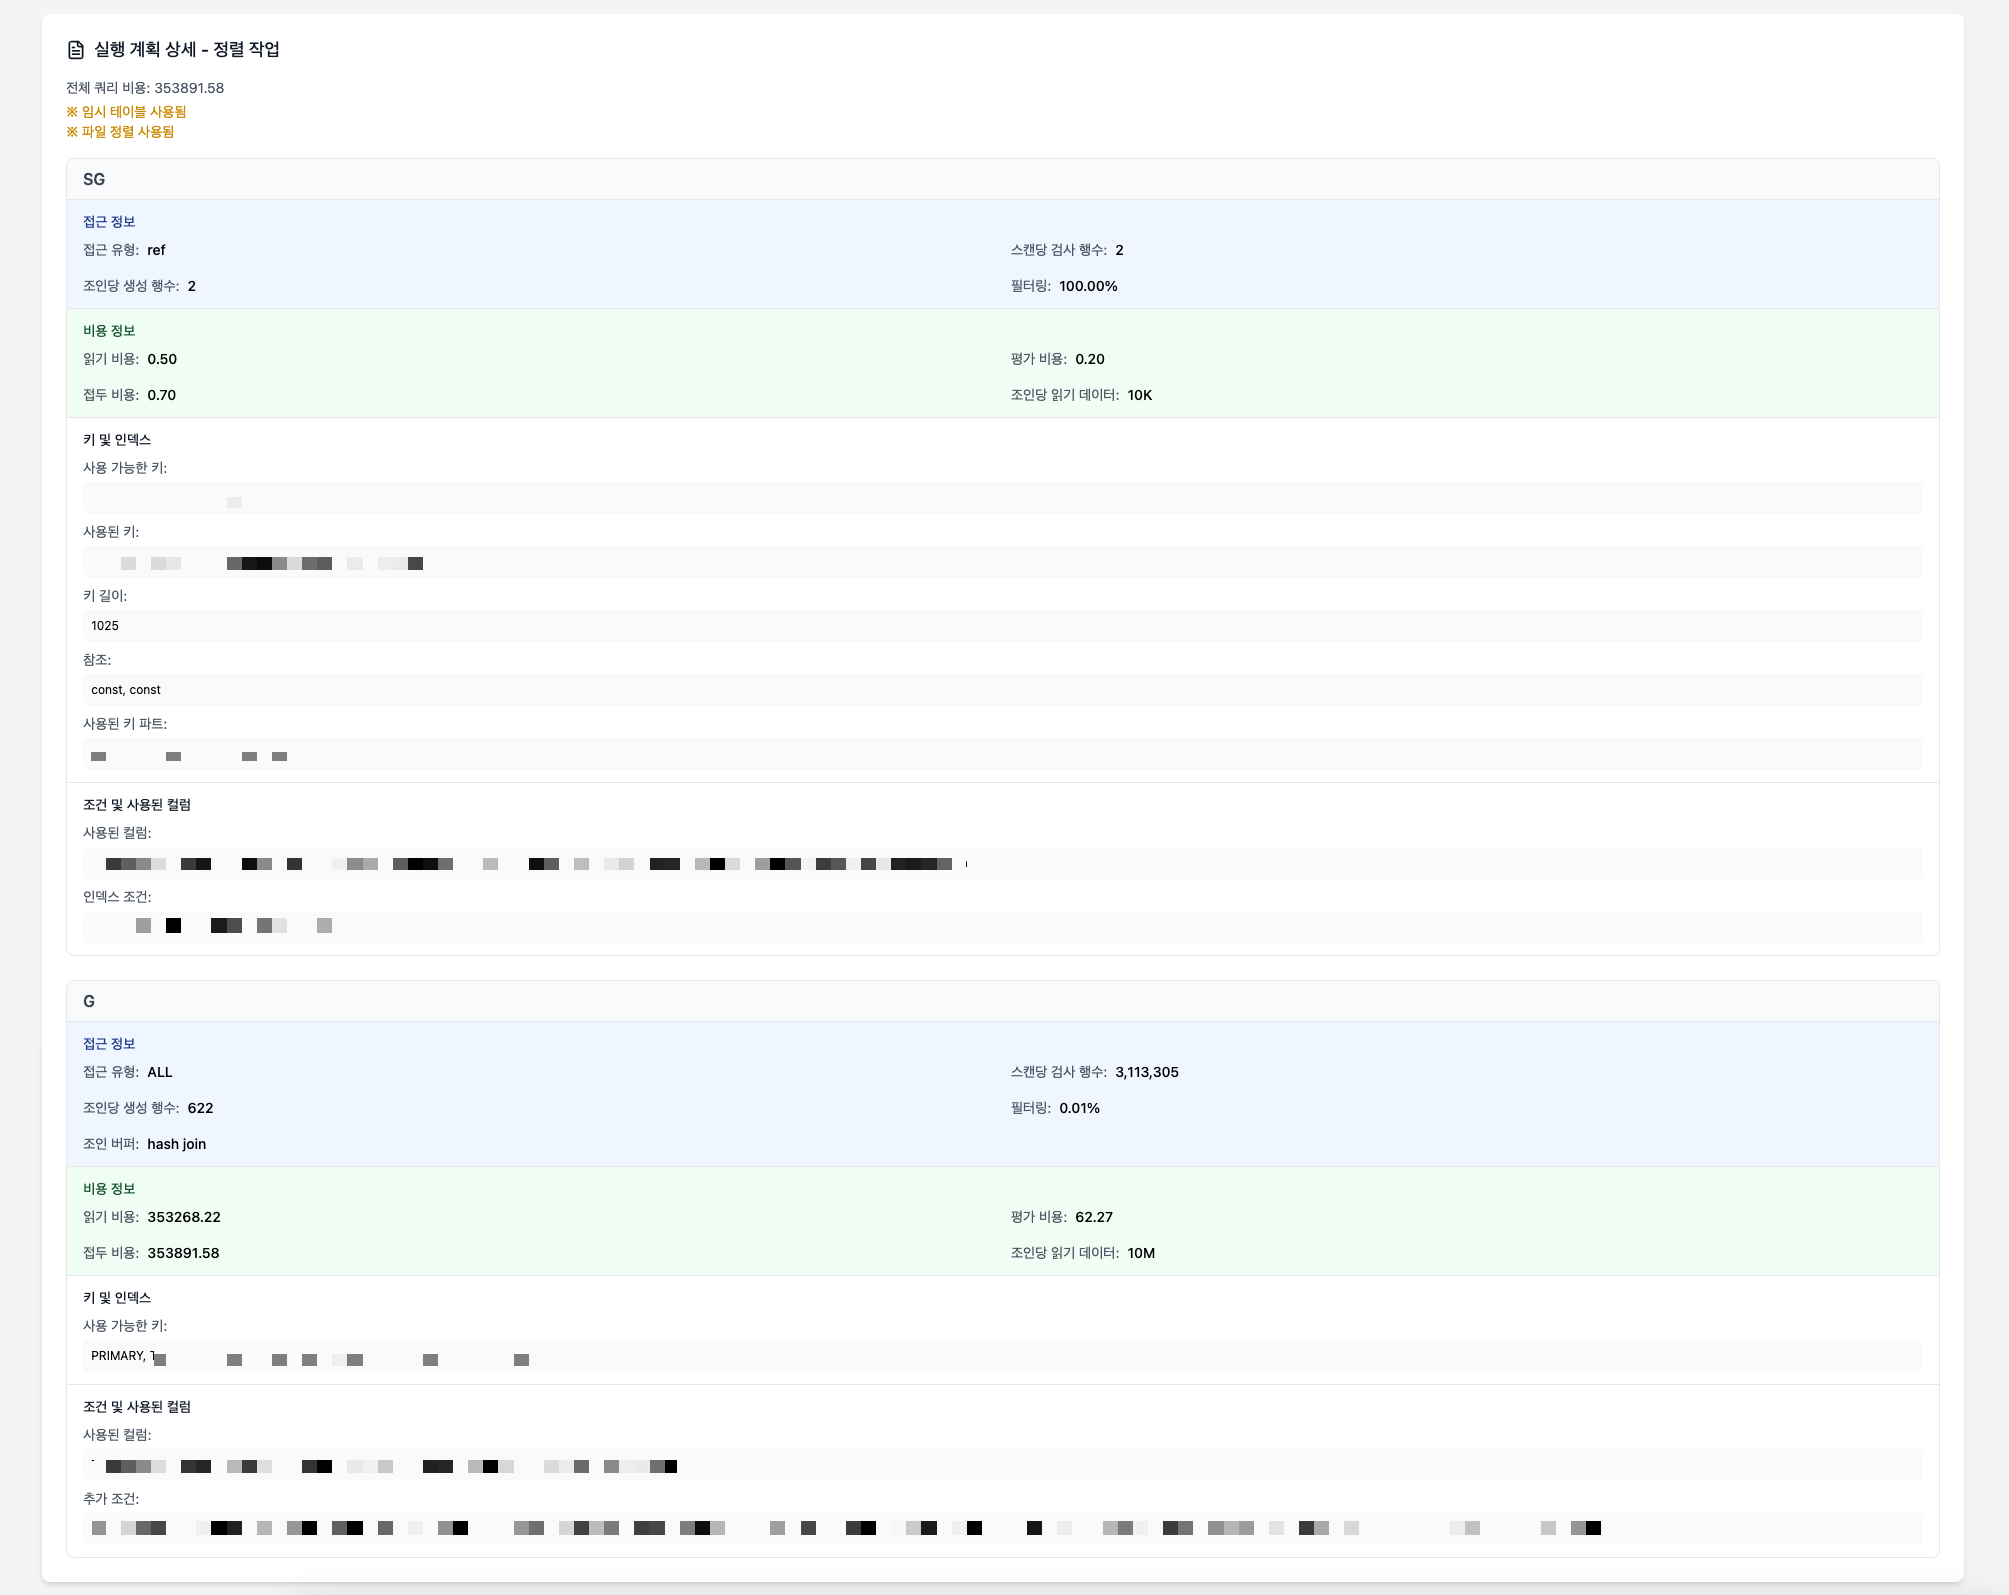 실행 계획 상세 - 정렬 작업
전체 쿼리 비용: 353891.58
※ 임시 테이블 사용됨
※ 파일 정렬 사용됨
SG
접근 정보
접근 유형: ref
스캔당 검사 행수: 2
조인당 생성 행수: 2
필터링: 100.00%
비용 정보
읽기 비용: 0.50
평가 비용: 0.20
접두 비용: 0.70
조인당 읽기 데이터: 10K
키 및 인덱스
사용 가능한 키:
사용된 키:
키 길이:
1025
참조:
const, const
사용된 키 파트:
조건 및 사용된 컬럼
사용된 컬럼:
인덱스 조건:
G
접근 정보
접근 유형: ALL
스캔당 검사 행수: 3,113,305
조인당 생성 행수: 622
필터링: 0.01%
조인 버퍼: hash join
비용 정보
읽기 비용: 353268.22
평가 비용: 62.27
접두 비용: 353891.58
조인당 읽기 데이터: 10M
키 및 인덱스
사용 가능한 키:
PRIMARY,
조건 및 사용된 컬럼
사용된 컬럼:
추가 조건: